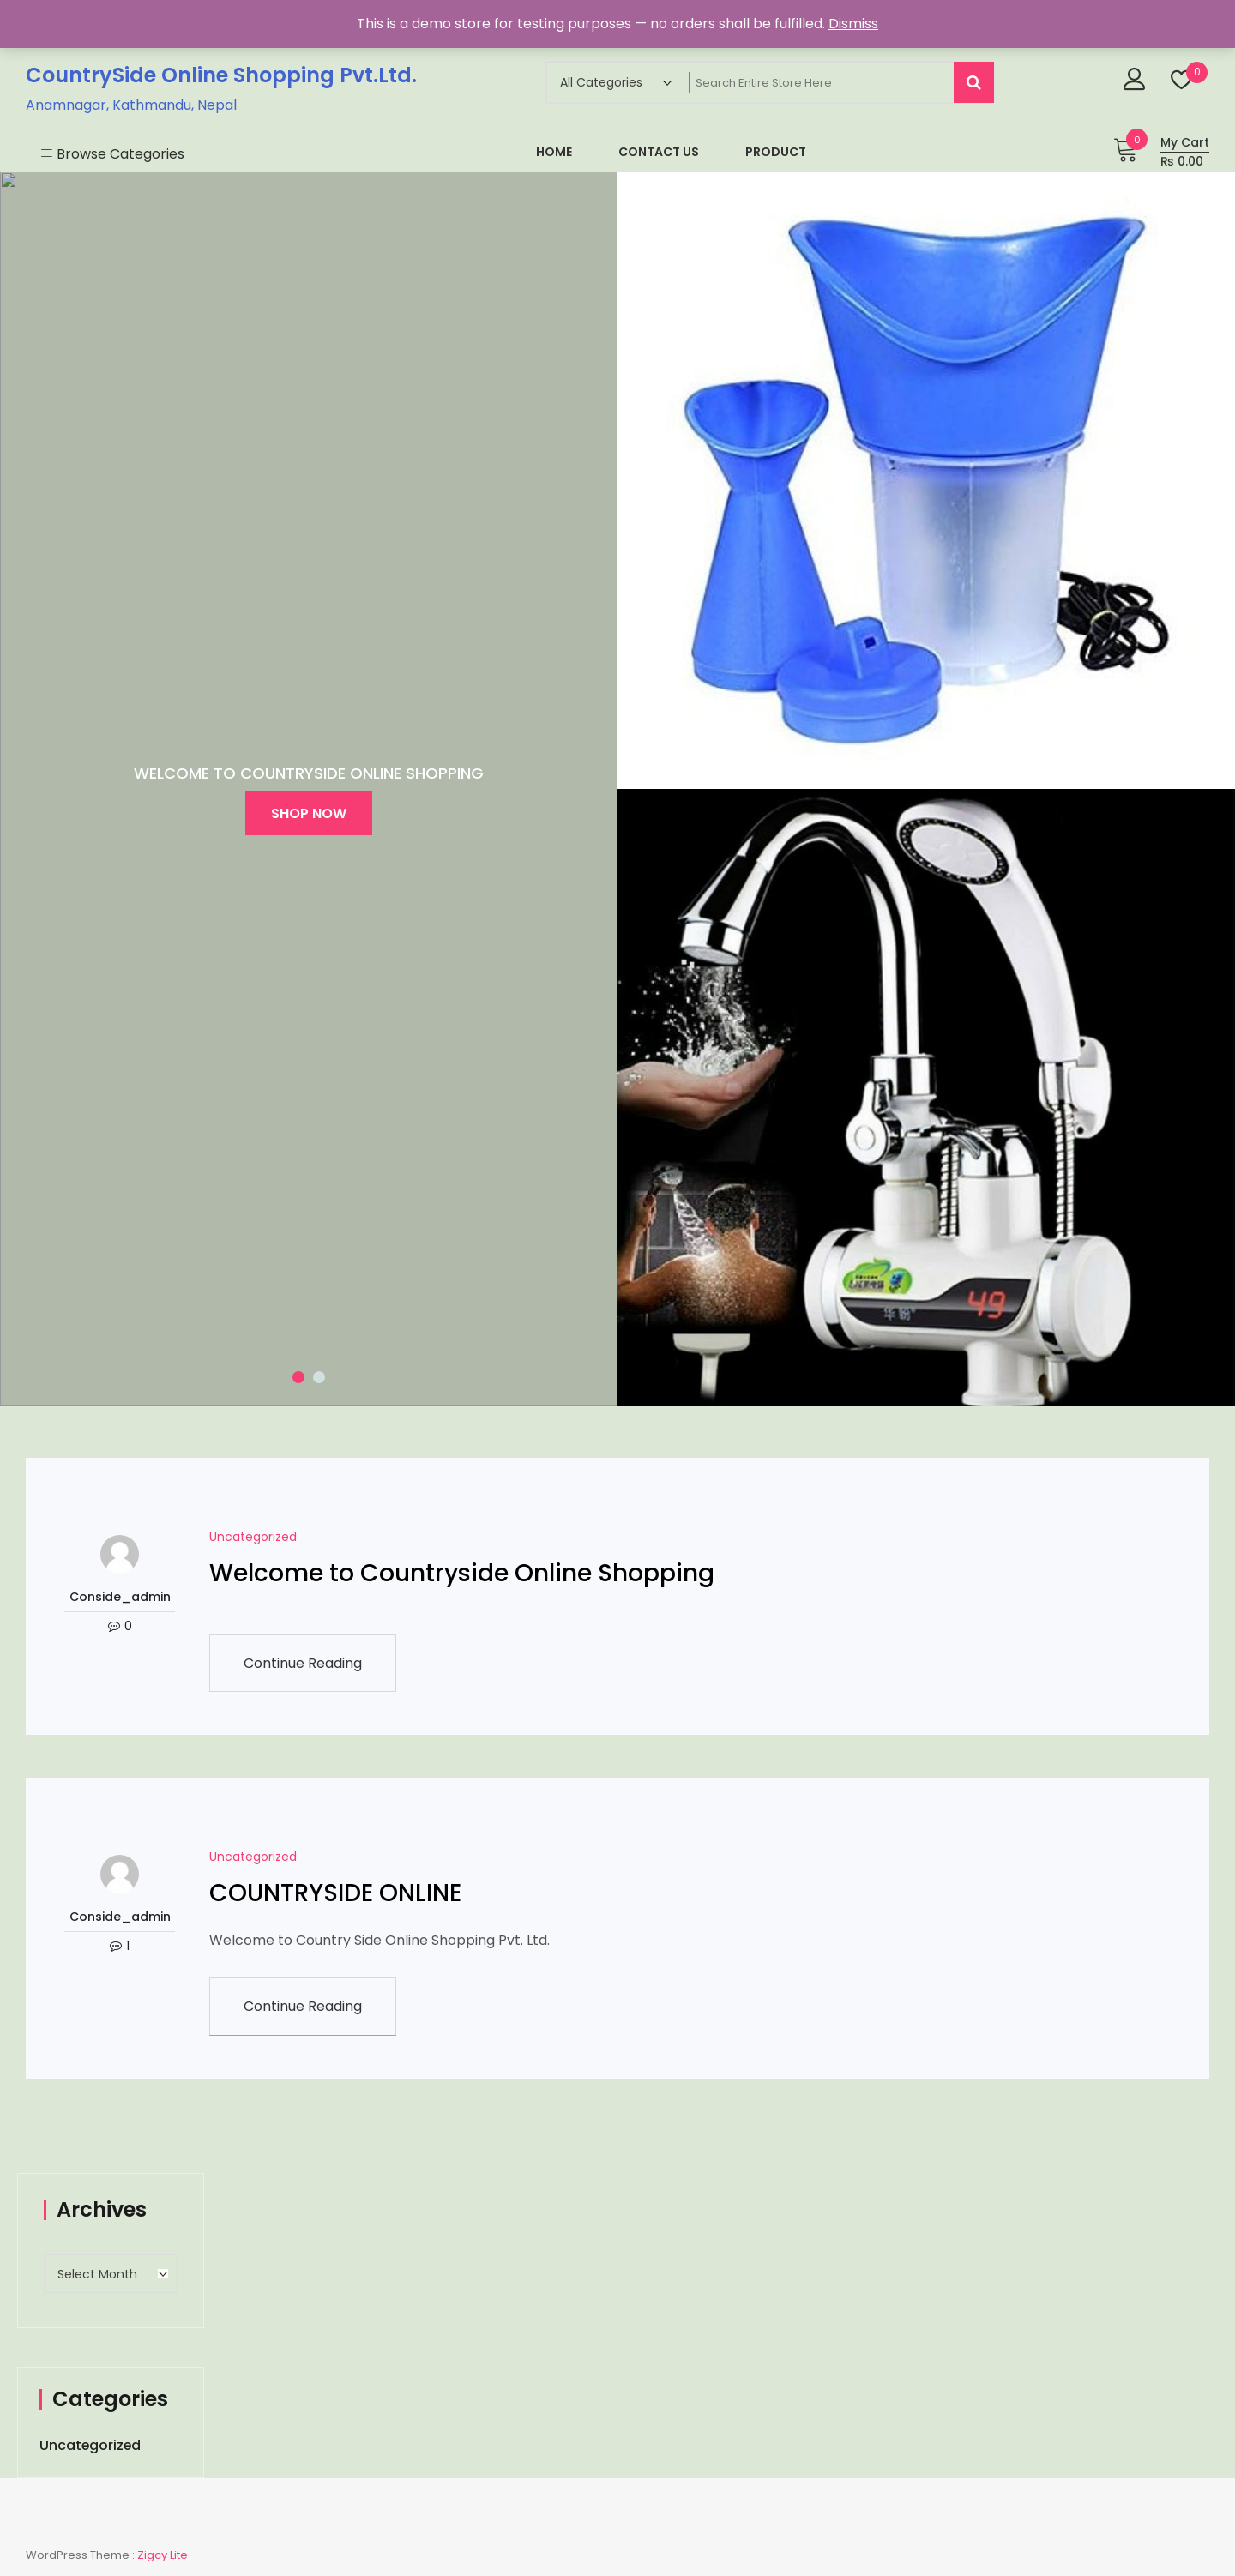 This is a demo store for testing purposes — no orders shall be fulfilled. Dismiss
CountrySide Online Shopping Pvt.Ltd.
Anamnagar, Kathmandu, Nepal
All Categories
Search Entire Store Here
0
Browse Categories
HOME
CONTACT US
PRODUCT
0
My Cart
₨ 0.00
WELCOME TO COUNTRYSIDE ONLINE SHOPPING
SHOP NOW
49
Uncategorized
Welcome to Countryside Online Shopping
Conside_admin
0
Continue Reading
Uncategorized
COUNTRYSIDE ONLINE
Conside_admin
1
Welcome to Country Side Online Shopping Pvt. Ltd.
Continue Reading
Archives
Select Month
Categories
Uncategorized
WordPress Theme : Zigcy Lite